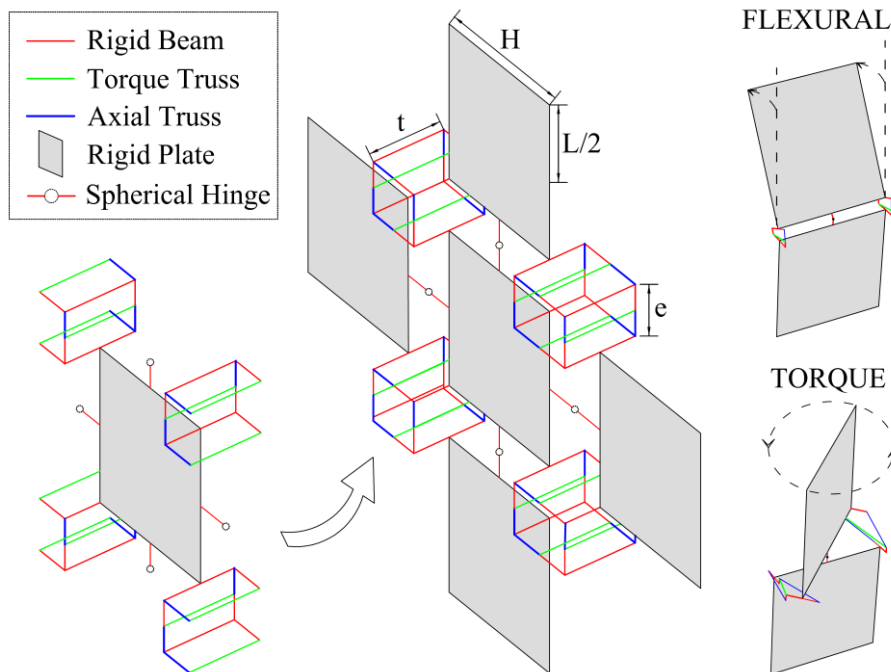 Rigid Beam
Torque Truss
Axial Truss
Rigid Plate
Spherical Hinge
H
t
L/2
e
FLEXURAL
TORQUE